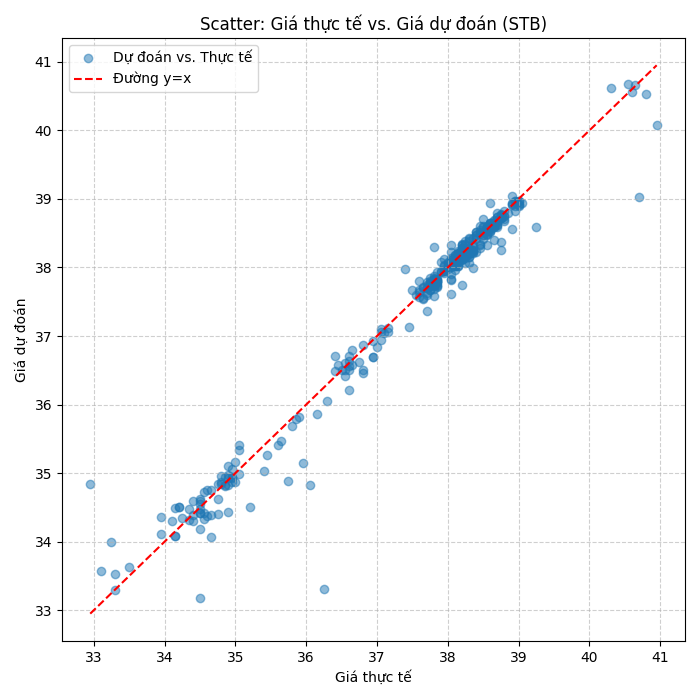 Scatter: Giá thực tế vs. Giá dự đoán (STB)
Dự đoán vs. Thực tế
Đường y=x
Giá dự đoán
41
40
39
38
37
36
35
34
33
33 34 35 36 37 38 39 40 41
Giá thực tế